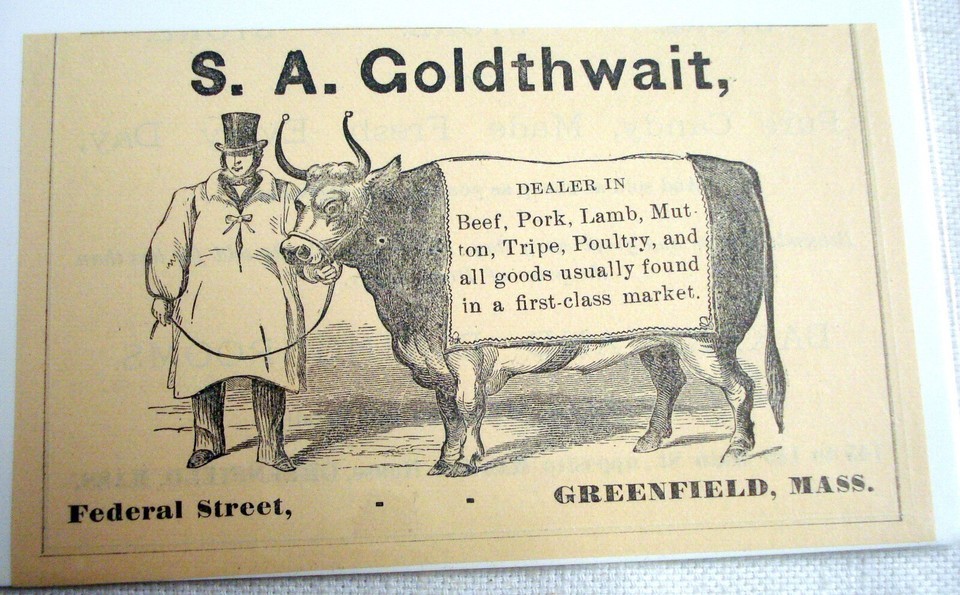 S. A. Goldthwait,
DEALER IN
Beef, Pork, Lamb, Mut-
ton, Tripe, Poultry, and
all goods usually found
in a first-class market.
Federal Street, - - GREENFIELD, MASS.